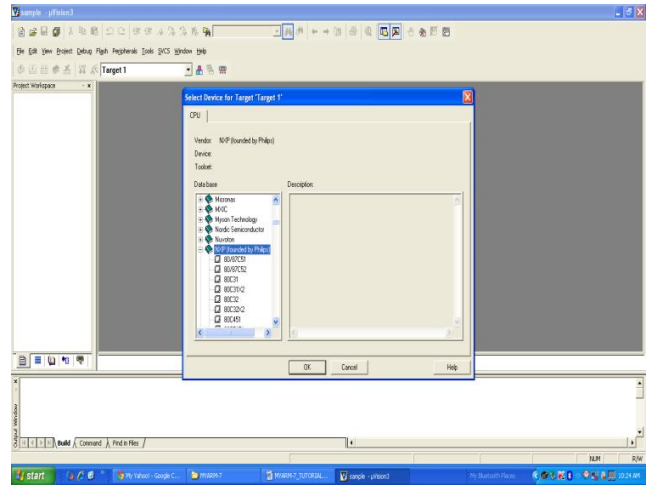 sample - µVision3
File Edit View Project Debug Flash Peripherals Tools SVCS Window Help
Target 1
Project Workspace
Select Device for Target 'Target 1'
CPU
Vendor: NXP (founded by Philips)
Device:
Toolset:
Data base
Description:
Micronas
MXIC
Myson Technology
Nordic Semiconductor
Nuvoton
NXP (founded by Philips)
80/87C51
80/87C52
80C31
80C31X2
80C32
80C32X2
80C451
OK Cancel Help
Output Window
Build Command Find in Files
NUM R/W
start My Yahoo! - Google C... MYARM-7 MYARM-7_TUTORIAL... sample - µVision3 My Bluetooth Places 10:24 AM